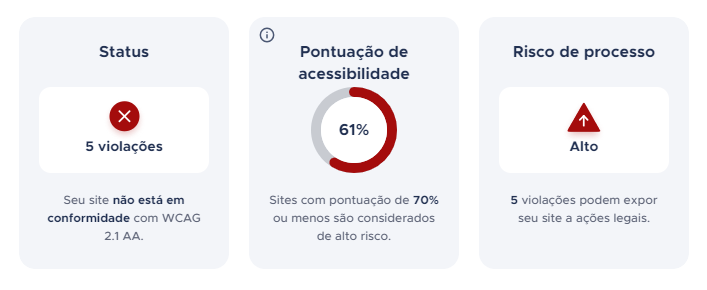 Status
5 violações
Seu site não está em
conformidade com WCAG
2.1 AA.
Pontuação de
acessibilidade
61%
Sites com pontuação de 70%
ou menos são considerados
de alto risco.
Risco de processo
Alto
5 violações podem expor
seu site a ações legais.